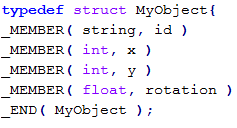 typedef struct MyObject{
_MEMBER( string, id )
_MEMBER( int, x )
_MEMBER( int, y )
_MEMBER( float, rotation )
_END( MyObject );